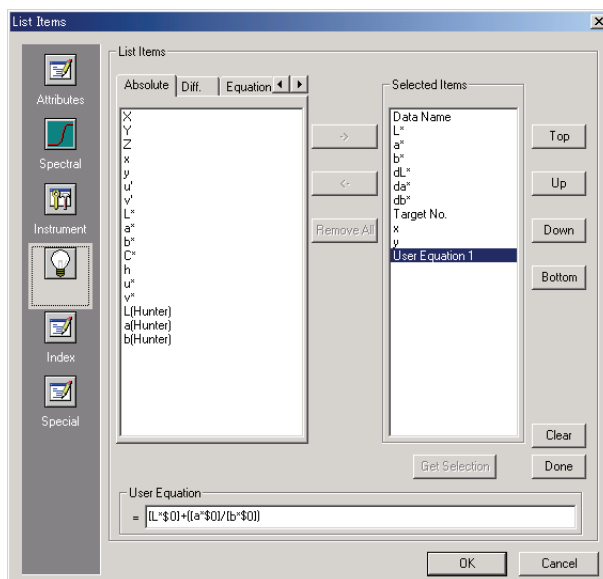 List Items
Attributes
Spectral
Instrument
Index
Special
List Items
Absolute
Diff.
Equation
X
Y
Z
x
y
u'
v'
L*
a*
b*
C*
h
u*
v*
L(Hunter)
a(Hunter)
b(Hunter)
->
<-
Remove All
Selected Items
Data Name
L*
a*
b*
dL*
da*
db*
Target No.
x
y
User Equation 1
Top
Up
Down
Bottom
Clear
Get Selection
Done
User Equation
= [L*$0]+([a*$0]/[b*$0])
OK
Cancel